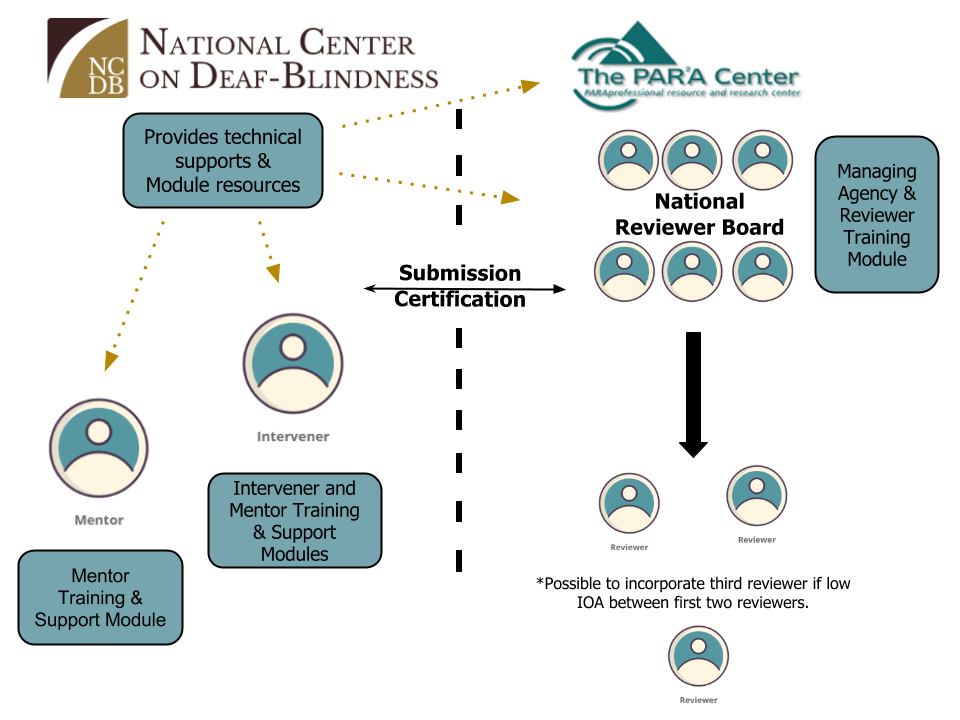 NC
DB
NATIONAL CENTER
ON DEAF-BLINDNESS
The PAR²A Center
PARAprofessional resource and research center
Provides technical
supports &
Module resources
National
Reviewer Board
Managing
Agency &
Reviewer
Training
Module
Submission
Certification
Intervener
Mentor
Intervener and
Mentor Training
& Support
Modules
Mentor
Training &
Support Module
Reviewer
Reviewer
*Possible to incorporate third reviewer if low
IOA between first two reviewers.
Reviewer